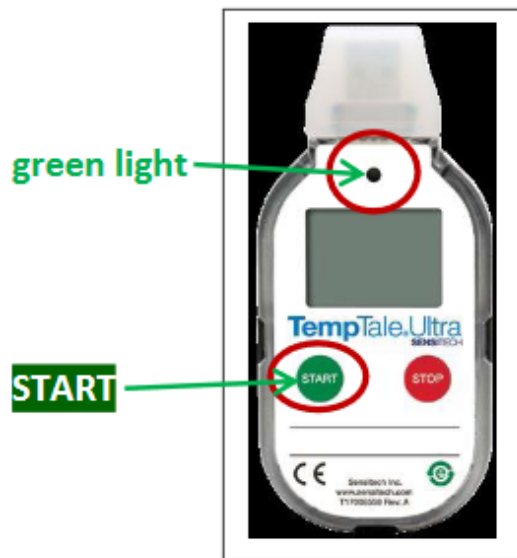 green light
TempTale® Ultra
SENSITECH
START
START
STOP
CE
Sensitech Inc.
www.sensitech.com